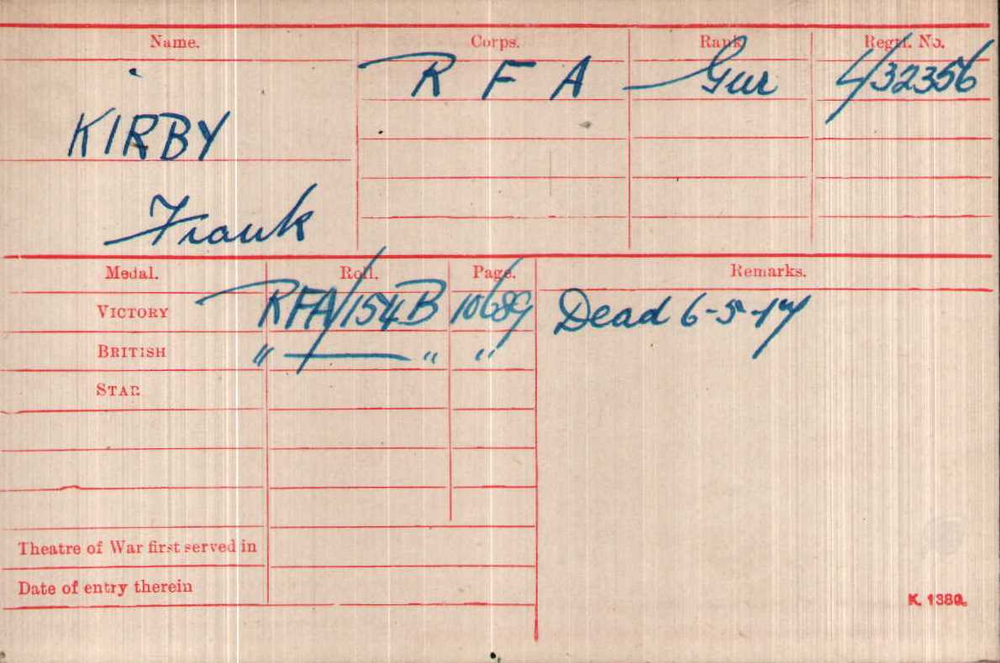 Name. Corps. Rank. Regtl. No.
R F A Gnr L/32356
KIRBY
Frank
Medal. Roll. Page. Remarks.
VICTORY RFA/154B 10689 Dead 6-5-17
BRITISH " — " "
STAR
Theatre of War first served in
Date of entry therein
K. 1380.